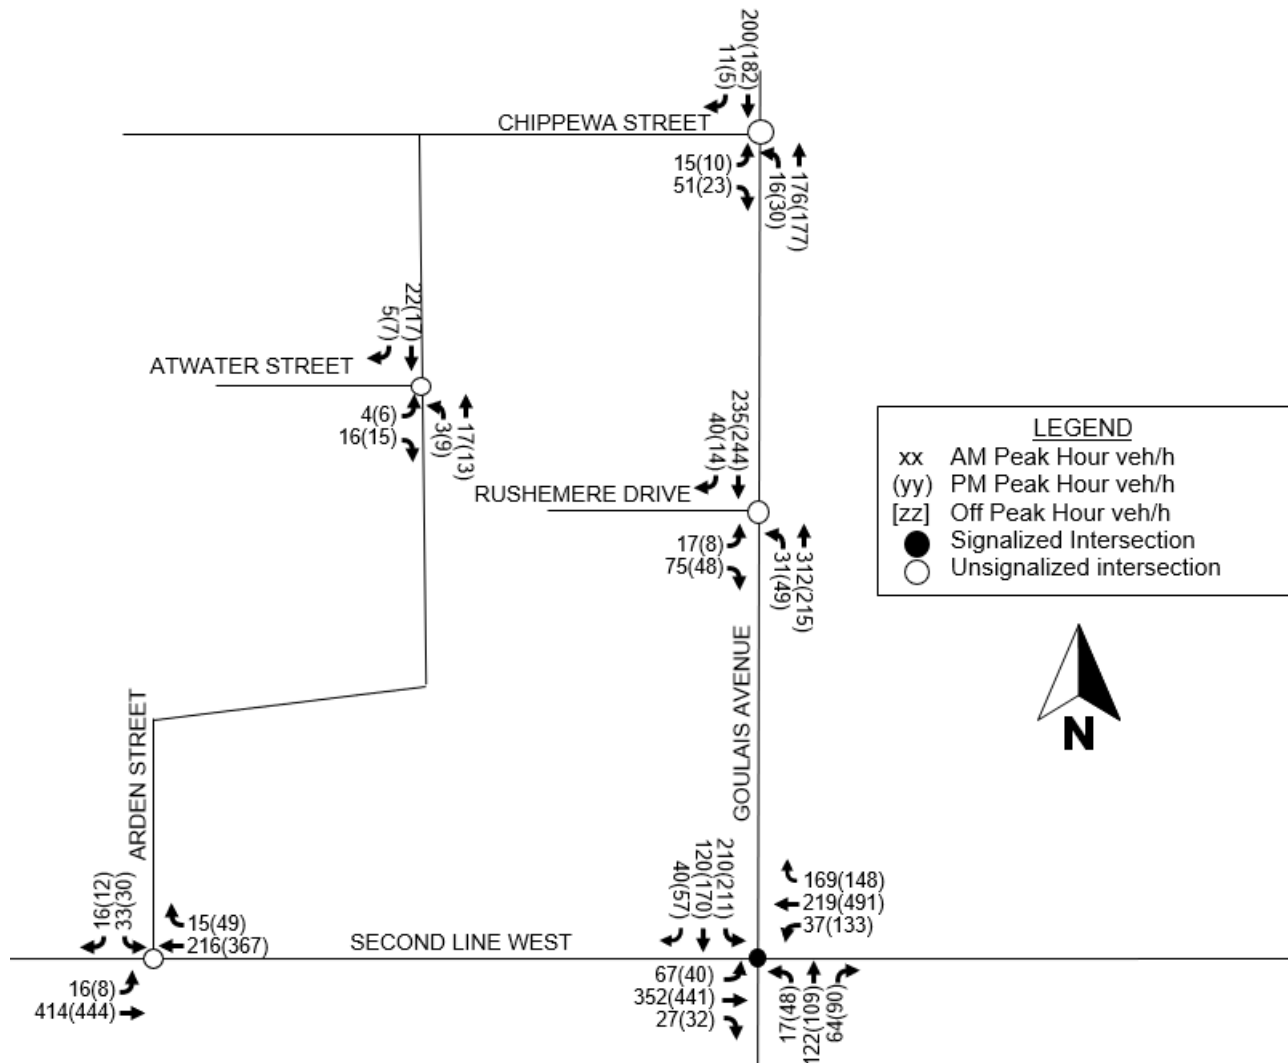 200(182)
11(5)
CHIPPEWA STREET
15(10)
51(23)
16(30)
176(177)
22(17)
5(7)
ATWATER STREET
4(6)
16(15)
3(9)
17(13)
235(244)
40(14)
RUSHEMERE DRIVE
17(8)
75(48)
31(49)
312(215)
LEGEND
xx AM Peak Hour veh/h
(yy) PM Peak Hour veh/h
[zz] Off Peak Hour veh/h
Signalized Intersection
Unsignalized intersection
N
GOULAIS AVENUE
ARDEN STREET
16(12)
33(30)
15(49)
216(367)
16(8)
414(444)
SECOND LINE WEST
210(211)
120(170)
40(57)
169(148)
219(491)
37(133)
67(40)
352(441)
27(32)
17(48)
122(109)
64(90)